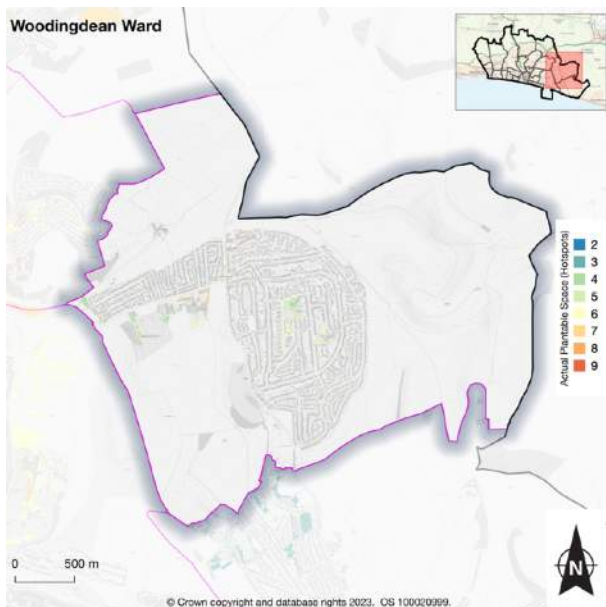 Woodingdean Ward
Actual Plantable Space (Hotspots)
2
3
4
5
6
7
8
9
0 500 m
N
© Crown copyright and database rights 2023. OS 100020999.